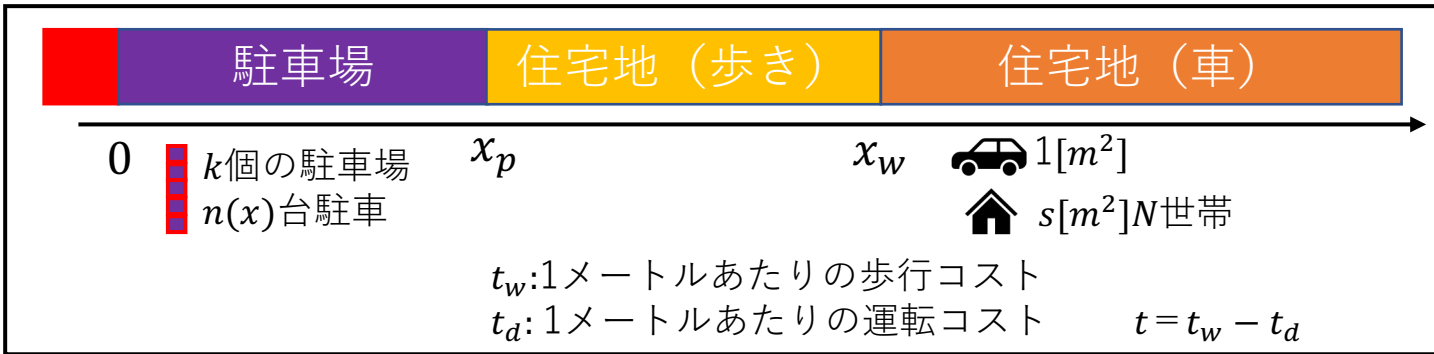 駐車場 住宅地（歩き） 住宅地（車）
0 x_p x_w 1[m²]
k個の駐車場
n(x)台駐車 s[m²]N世帯
t_w:1メートルあたりの歩行コスト
t_d: 1メートルあたりの運転コスト t = t_w − t_d